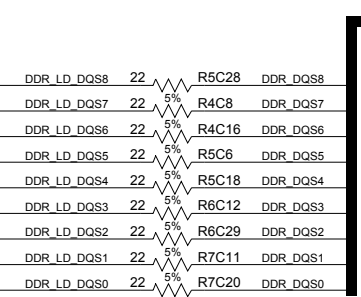 DDR_LD_DQS8 22 R5C28 DDR_DQS8
5%
DDR_LD_DQS7 22 R4C8 DDR_DQS7
5%
DDR_LD_DQS6 22 R4C16 DDR_DQS6
5%
DDR_LD_DQS5 22 R5C6 DDR_DQS5
5%
DDR_LD_DQS4 22 R5C18 DDR_DQS4
5%
DDR_LD_DQS3 22 R6C12 DDR_DQS3
5%
DDR_LD_DQS2 22 R6C29 DDR_DQS2
5%
DDR_LD_DQS1 22 R7C11 DDR_DQS1
5%
DDR_LD_DQS0 22 R7C20 DDR_DQS0